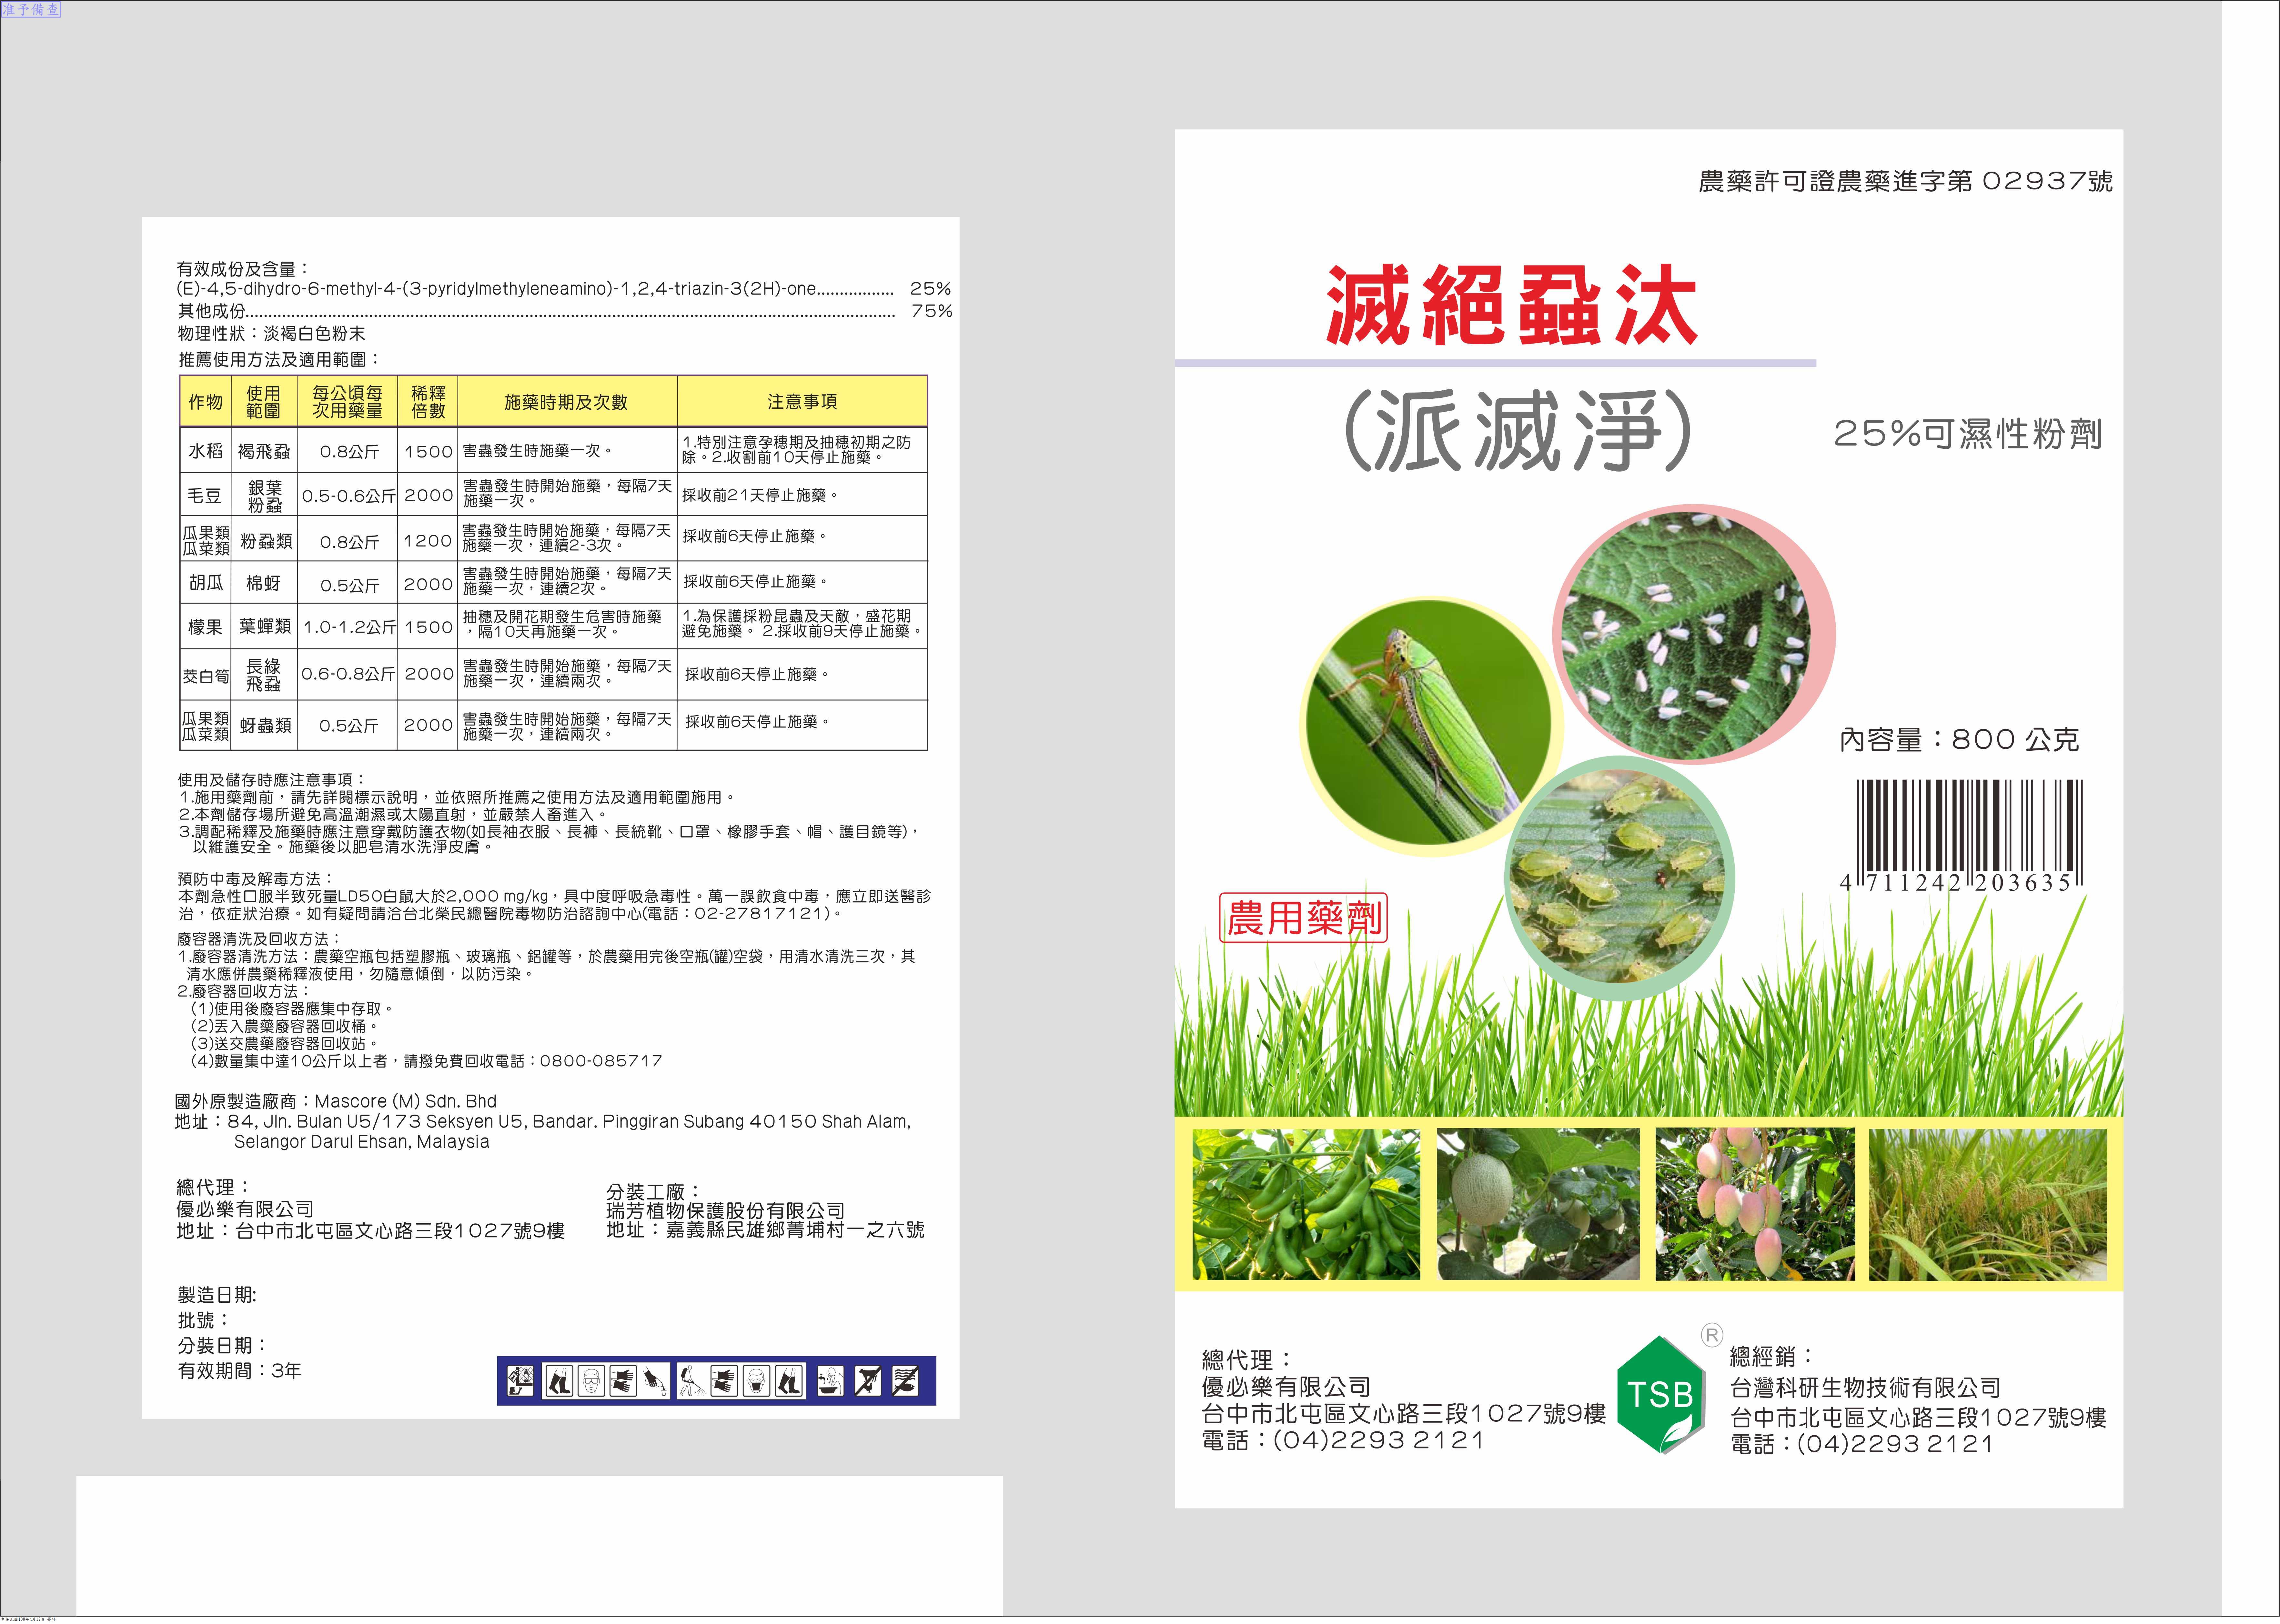 准予備查
有效成份及含量：
(E)-4,5-dihydro-6-methyl-4-(3-pyridylmethyleneamino)-1,2,4-triazin-3(2H)-one................. 25%
其他成份................................................................ 75%
物理性狀：淡褐白色粉末
推薦使用方法及適用範圍：
作物 使用範圍 每公頃每次用藥量 稀釋倍數 施藥時期及次數 注意事項
水稻 褐飛蝨 0.8公斤 1500 害蟲發生時施藥一次。 1.特別注意孕穗期及抽穗初期之防除。2.收割前10天停止施藥。
毛豆 銀葉粉蝨 0.5-0.6公斤 2000 害蟲發生時開始施藥，每隔7天施藥一次。 採收前21天停止施藥。
瓜果類瓜菜類 粉蝨類 0.8公斤 1200 害蟲發生時開始施藥，每隔7天施藥一次，連續2-3次。 採收前6天停止施藥。
胡瓜 棉蚜 0.5公斤 2000 害蟲發生時開始施藥，每隔7天施藥一次，連續2次。 採收前6天停止施藥。
檬果 葉蟬類 1.0-1.2公斤 1500 抽穗及開花期發生危害時施藥，隔10天再施藥一次。 1.為保護採粉昆蟲及天敵，盛花期避免施藥。 2.採收前9天停止施藥。
茭白筍 長綠飛蝨 0.6-0.8公斤 2000 害蟲發生時開始施藥，每隔7天施藥一次，連續兩次。 採收前6天停止施藥。
瓜果類瓜菜類 蚜蟲類 0.5公斤 2000 害蟲發生時開始施藥，每隔7天施藥一次，連續兩次。 採收前6天停止施藥。
使用及儲存時應注意事項：
1.施用藥劑前，請先詳閱標示說明，並依照所推薦之使用方法及適用範圍施用。
2.本劑儲存場所避免高溫潮濕或太陽直射，並嚴禁人畜進入。
3.調配稀釋及施藥時應注意穿戴防護衣物(如長袖衣服、長褲、長統靴、口罩、橡膠手套、帽、護目鏡等)，
以維護安全。施藥後以肥皂清水洗淨皮膚。
預防中毒及解毒方法：
本劑急性口服半致死量LD50白鼠大於2,000 mg/kg，具中度呼吸急毒性。萬一誤飲食中毒，應立即送醫診
治，依症狀治療。如有疑問請洽台北榮民總醫院毒物防治諮詢中心(電話：02-27817121)。
廢容器清洗及回收方法：
1.廢容器清洗方法：農藥空瓶包括塑膠瓶、玻璃瓶、鋁罐等，於農藥用完後空瓶(罐)空袋，用清水清洗三次，其
清水應併農藥稀釋液使用，勿隨意傾倒，以防污染。
2.廢容器回收方法：
(1)使用後廢容器應集中存取。
(2)丟入農藥廢容器回收桶。
(3)送交農藥廢容器回收站。
(4)數量集中達10公斤以上者，請撥免費回收電話：0800-085717
國外原製造廠商：Mascore (M) Sdn. Bhd
地址：84, Jln. Bulan U5/173 Seksyen U5, Bandar. Pinggiran Subang 40150 Shah Alam,
Selangor Darul Ehsan, Malaysia
總代理：
優必樂有限公司
地址：台中市北屯區文心路三段1027號9樓
分裝工廠：
瑞芳植物保護股份有限公司
地址：嘉義縣民雄鄉菁埔村一之六號
製造日期:
批號：
分裝日期：
有效期間：3年
農藥許可證農藥進字第 02937號
滅絕蝨汰
(派滅淨)
25%可濕性粉劑
內容量：800 公克
4 711242 203635
農用藥劑
總代理：
優必樂有限公司
台中市北屯區文心路三段1027號9樓
電話：(04)2293 2121
TSB
®
總經銷：
台灣科研生物技術有限公司
台中市北屯區文心路三段1027號9樓
電話：(04)2293 2121